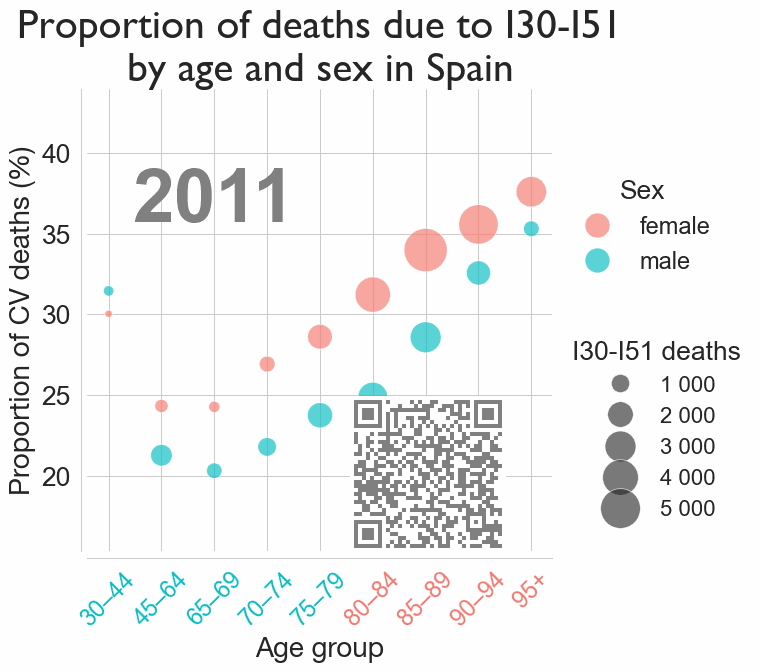 Proportion of deaths due to I30-I51
by age and sex in Spain
2011
Proportion of CV deaths (%)
40
35
30
25
20
30–44
45–64
65–69
70–74
75–79
80–84
85–89
90–94
95+
Age group
Sex
female
male
I30-I51 deaths
1 000
2 000
3 000
4 000
5 000